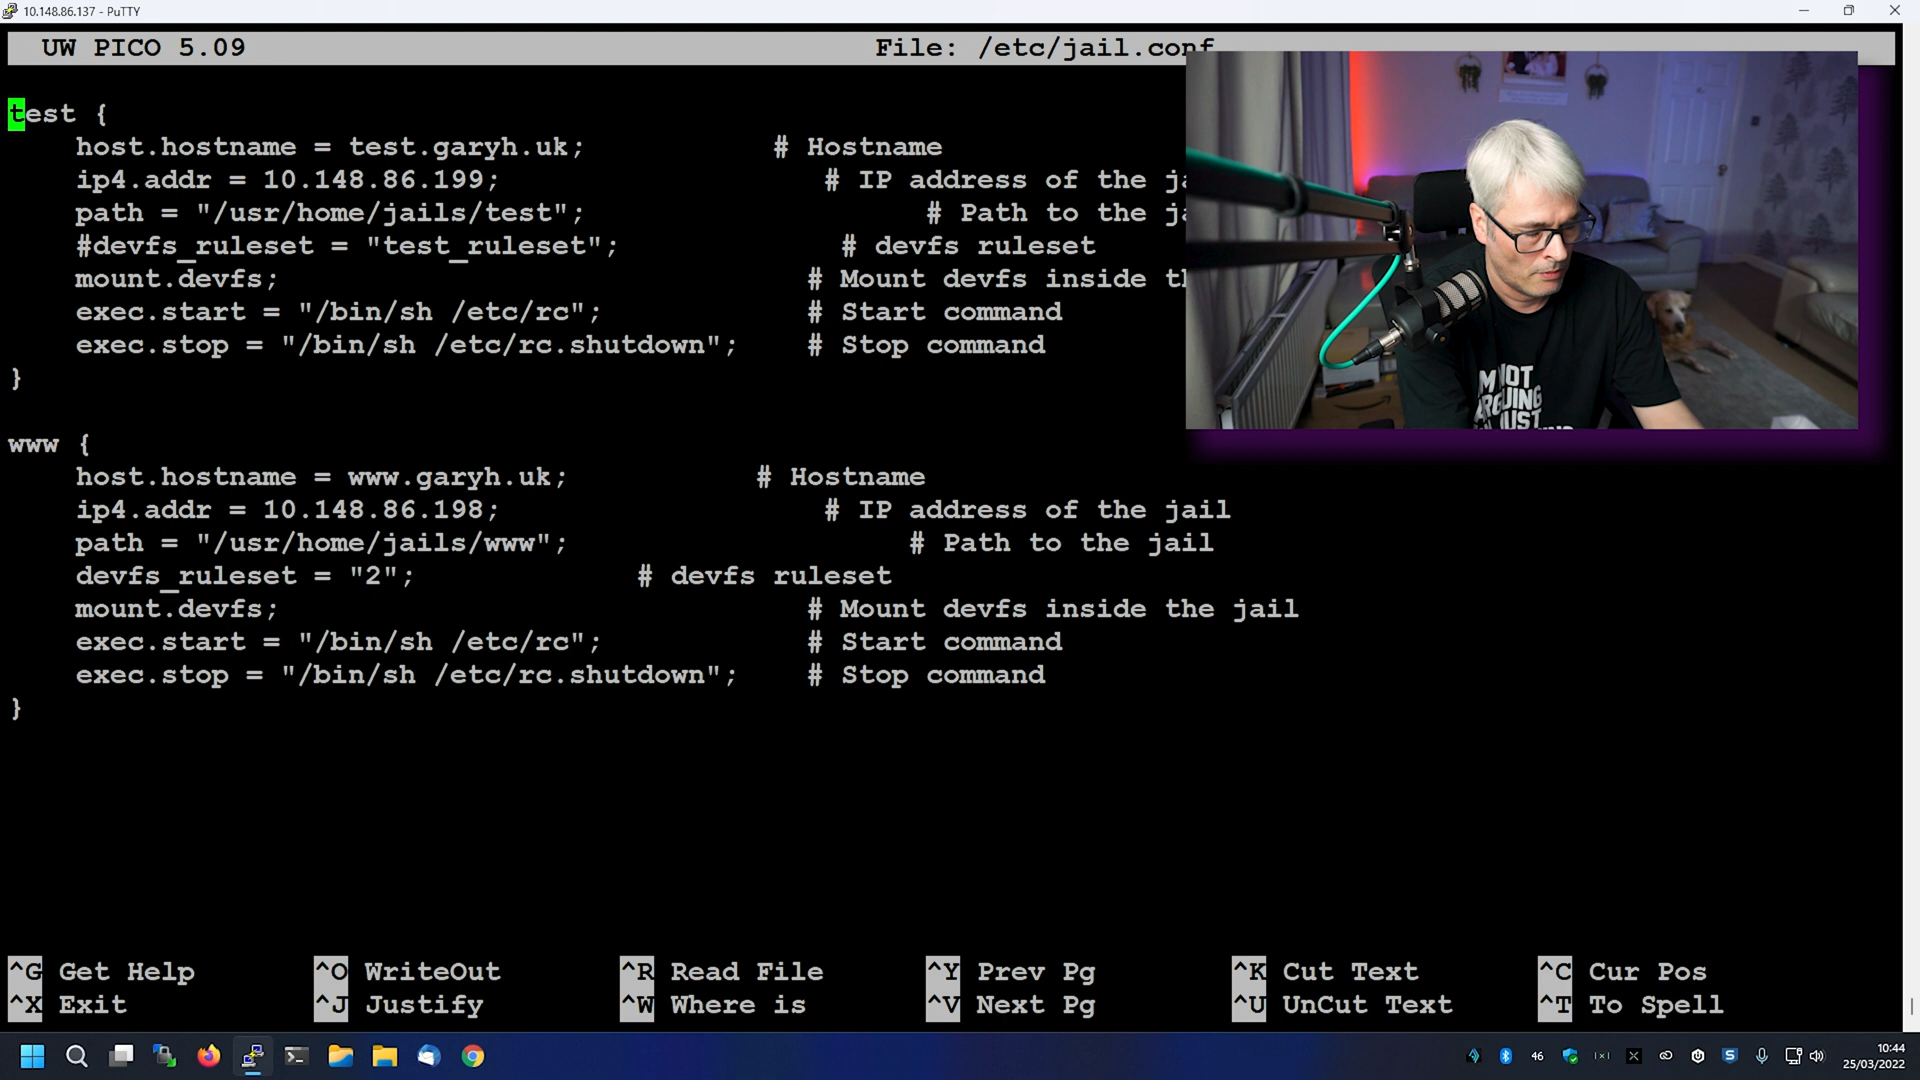 10.148.86.137 - PuTTY
UW PICO 5.09 File: /etc/jail.conf
test {
host.hostname = test.garyh.uk; # Hostname
ip4.addr = 10.148.86.199; # IP address of the
path = "/usr/home/jails/test"; # Path to the
#devfs_ruleset = "test_ruleset"; # devfs ruleset
mount.devfs; # Mount devfs inside
exec.start = "/bin/sh /etc/rc"; # Start command
exec.stop = "/bin/sh /etc/rc.shutdown"; # Stop command
}
www {
host.hostname = www.garyh.uk; # Hostname
ip4.addr = 10.148.86.198; # IP address of the jail
path = "/usr/home/jails/www"; # Path to the jail
devfs_ruleset = "2"; # devfs ruleset
mount.devfs; # Mount devfs inside the jail
exec.start = "/bin/sh /etc/rc"; # Start command
exec.stop = "/bin/sh /etc/rc.shutdown"; # Stop command
}
^G Get Help ^O WriteOut ^R Read File ^Y Prev Pg ^K Cut Text ^C Cur Pos
^X Exit ^J Justify ^W Where is ^V Next Pg ^U UnCut Text ^T To Spell
46
10:44
25/03/2022